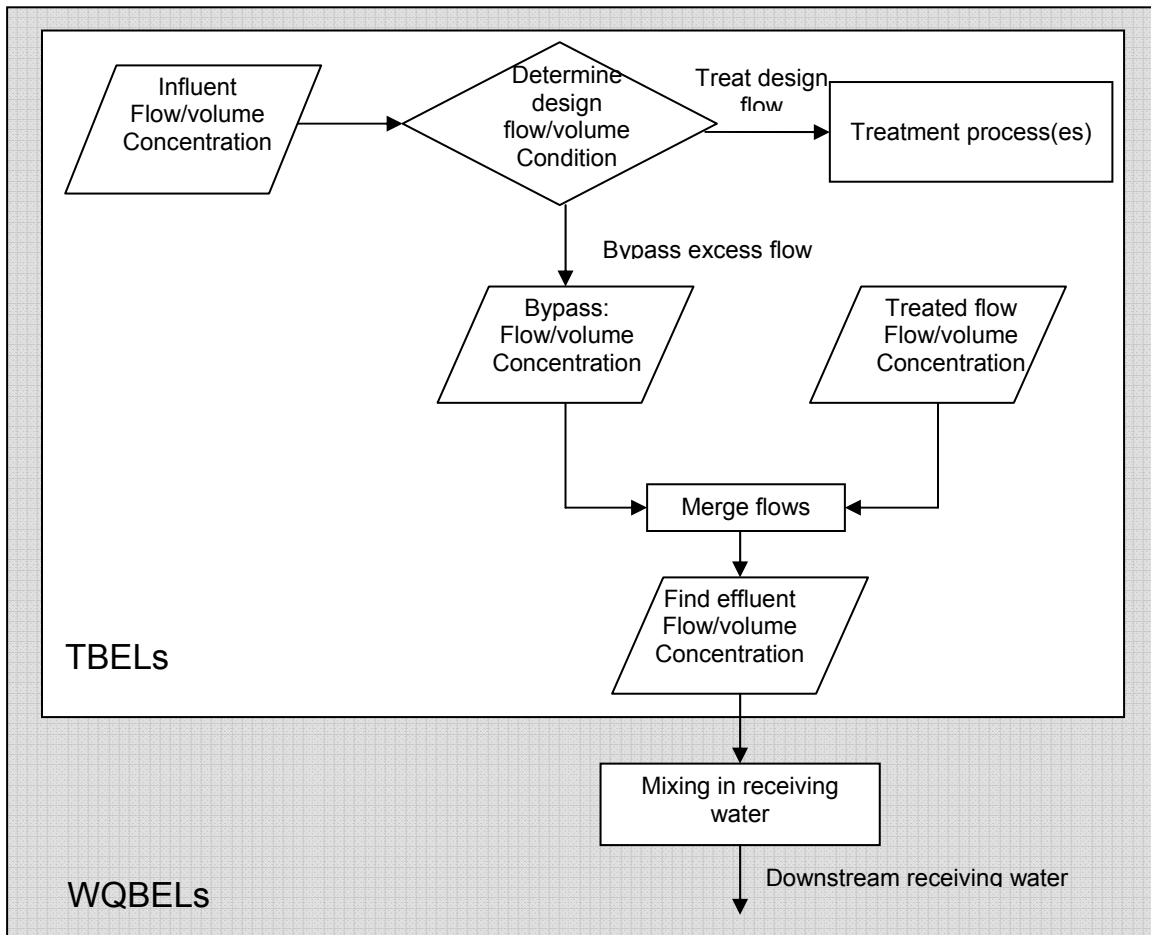 Influent
Flow/volume
Concentration
Determine
design
flow/volume
Condition
Treat design
flow
Treatment process(es)
Bypass excess flow
Bypass:
Flow/volume
Concentration
Treated flow
Flow/volume
Concentration
Merge flows
Find effluent
Flow/volume
Concentration
TBELs
Mixing in receiving
water
Downstream receiving water
WQBELs